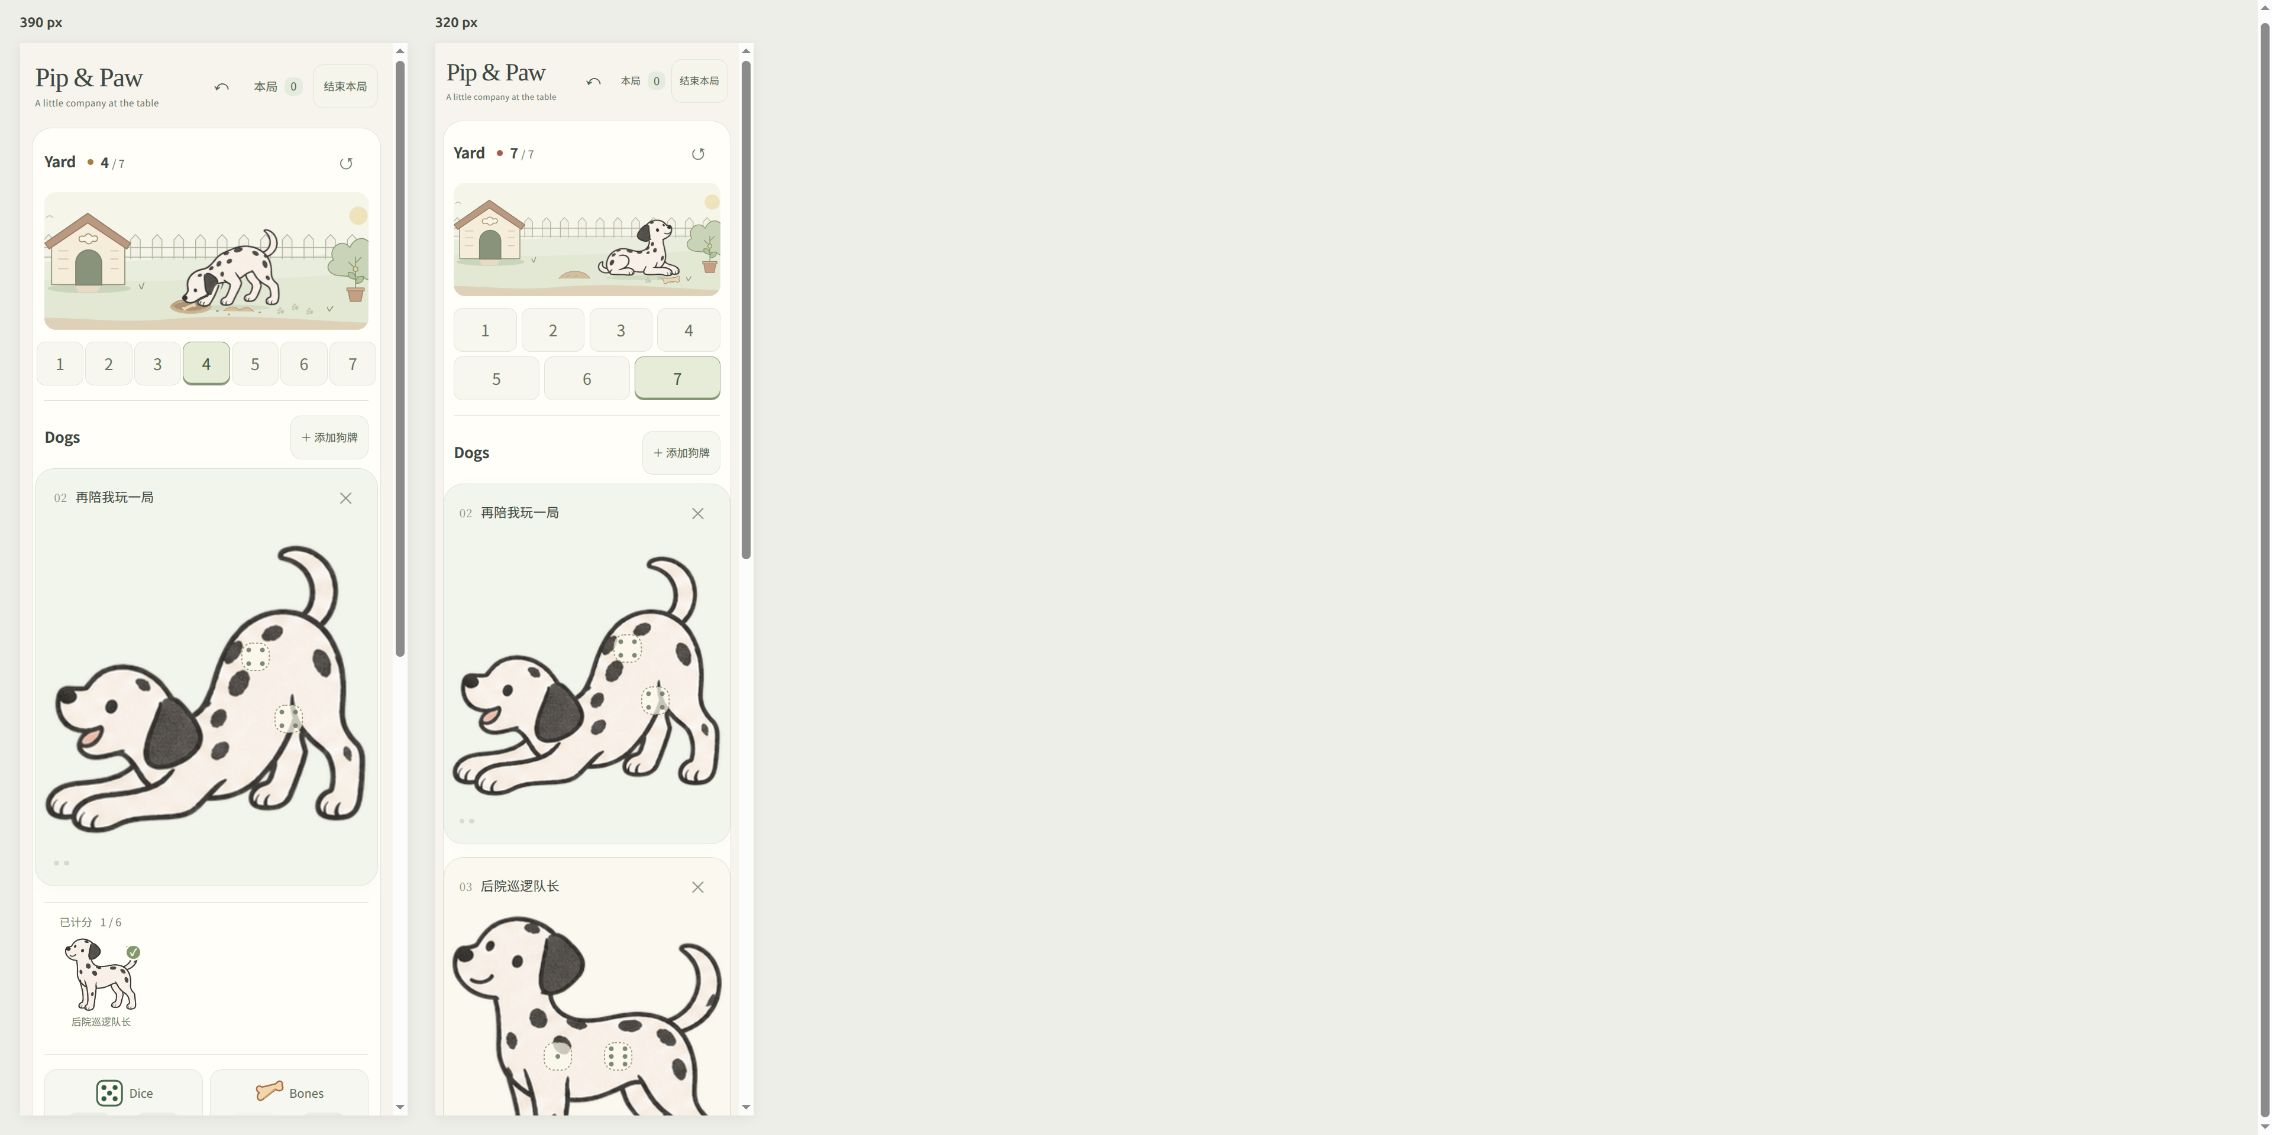 390 px
Pip & Paw
A little company at the table
本局 0
结束本局
Yard • 4 / 7
1 2 3 4 5 6 7
Dogs
+ 添加狗牌
02 再陪我玩一局
已计分 1 / 6
后院巡逻队长
Dice
Bones
320 px
Pip & Paw
A little company at the table
本局 0
结束本局
Yard • 7 / 7
1 2 3 4
5 6 7
Dogs
+ 添加狗牌
02 再陪我玩一局
03 后院巡逻队长